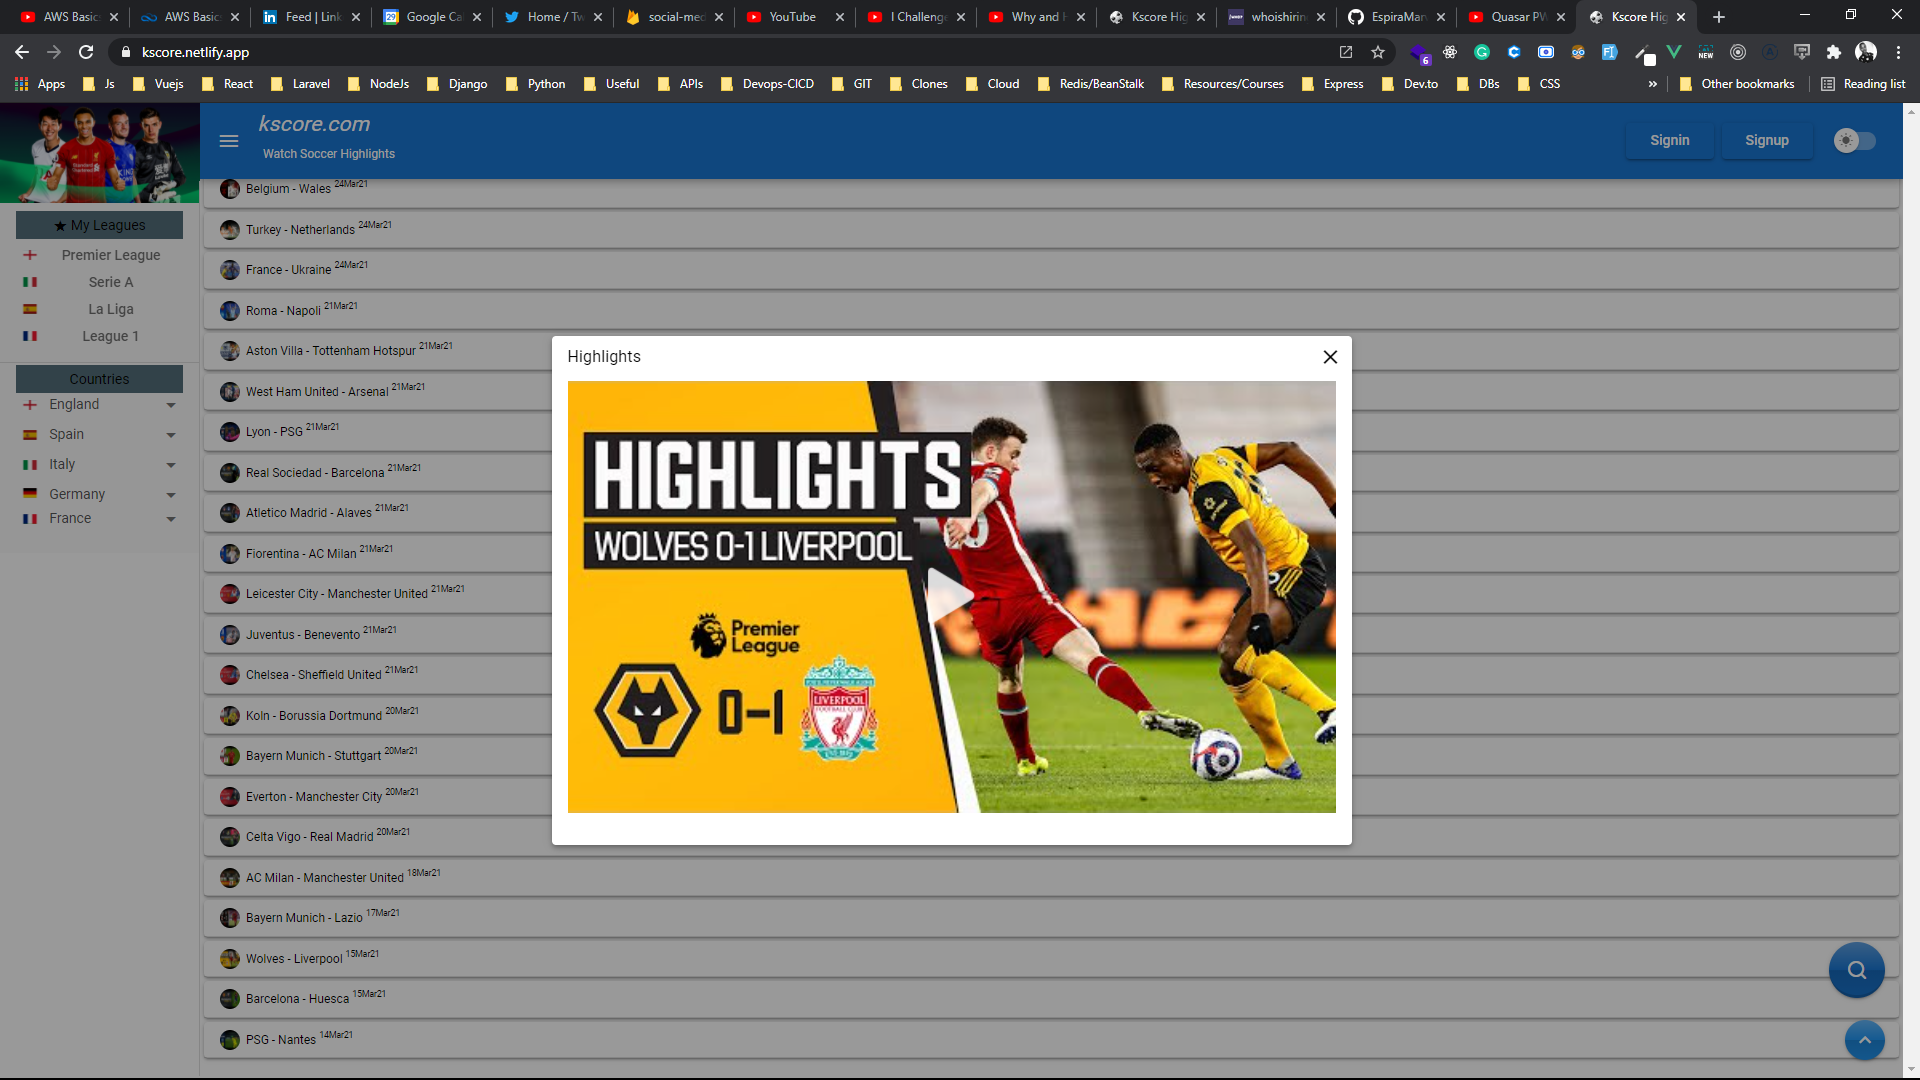 AWS Basic
AWS Basic
Feed | Link
Google Ca
Home / Tw
social-med
YouTube
I Challenge
Why and H
Kscore Hig
whoishiring
EspiraMar
Quasar PW
Kscore Hig
kscore.netlify.app
6
NEW
Apps
Js
Vuejs
React
Laravel
NodeJs
Django
Python
Useful
APIs
Devops-CICD
GIT
Clones
Cloud
Redis/BeanStalk
Resources/Courses
Express
Dev.to
DBs
CSS
»
Other bookmarks
Reading list
kscore.com
Watch Soccer Highlights
Signin
Signup
★ My Leagues
Premier League
Serie A
La Liga
League 1
Countries
England
Spain
Italy
Germany
France
Belgium - Wales 24Mar21
Turkey - Netherlands 24Mar21
France - Ukraine 24Mar21
Roma - Napoli 21Mar21
Aston Villa - Tottenham Hotspur 21Mar21
West Ham United - Arsenal 21Mar21
Lyon - PSG 21Mar21
Real Sociedad - Barcelona 21Mar21
Atletico Madrid - Alaves 21Mar21
Fiorentina - AC Milan 21Mar21
Leicester City - Manchester United 21Mar21
Juventus - Benevento 21Mar21
Chelsea - Sheffield United 21Mar21
Koln - Borussia Dortmund 20Mar21
Bayern Munich - Stuttgart 20Mar21
Everton - Manchester City 20Mar21
Celta Vigo - Real Madrid 20Mar21
AC Milan - Manchester United 18Mar21
Bayern Munich - Lazio 17Mar21
Wolves - Liverpool 15Mar21
Barcelona - Huesca 15Mar21
PSG - Nantes 14Mar21
Highlights
HIGHLIGHTS
WOLVES 0-1 LIVERPOOL
Premier
League
0-1
LIVERPOOL
FOOTBALL CLUB